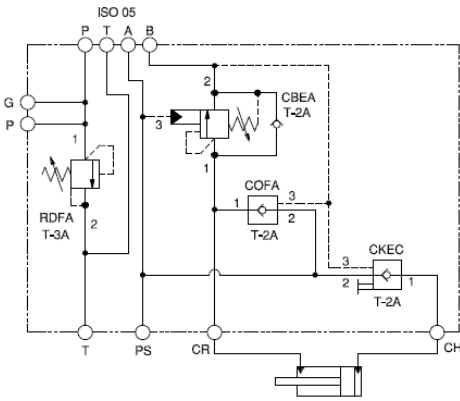 ISO 05
P T A B
G
P
1
2
RDFA
T-3A
3
2
1
CBEA
T-2A
COFA
1
3
2
T-2A
CKEC
3
2
1
T-2A
T
PS
CR
CH